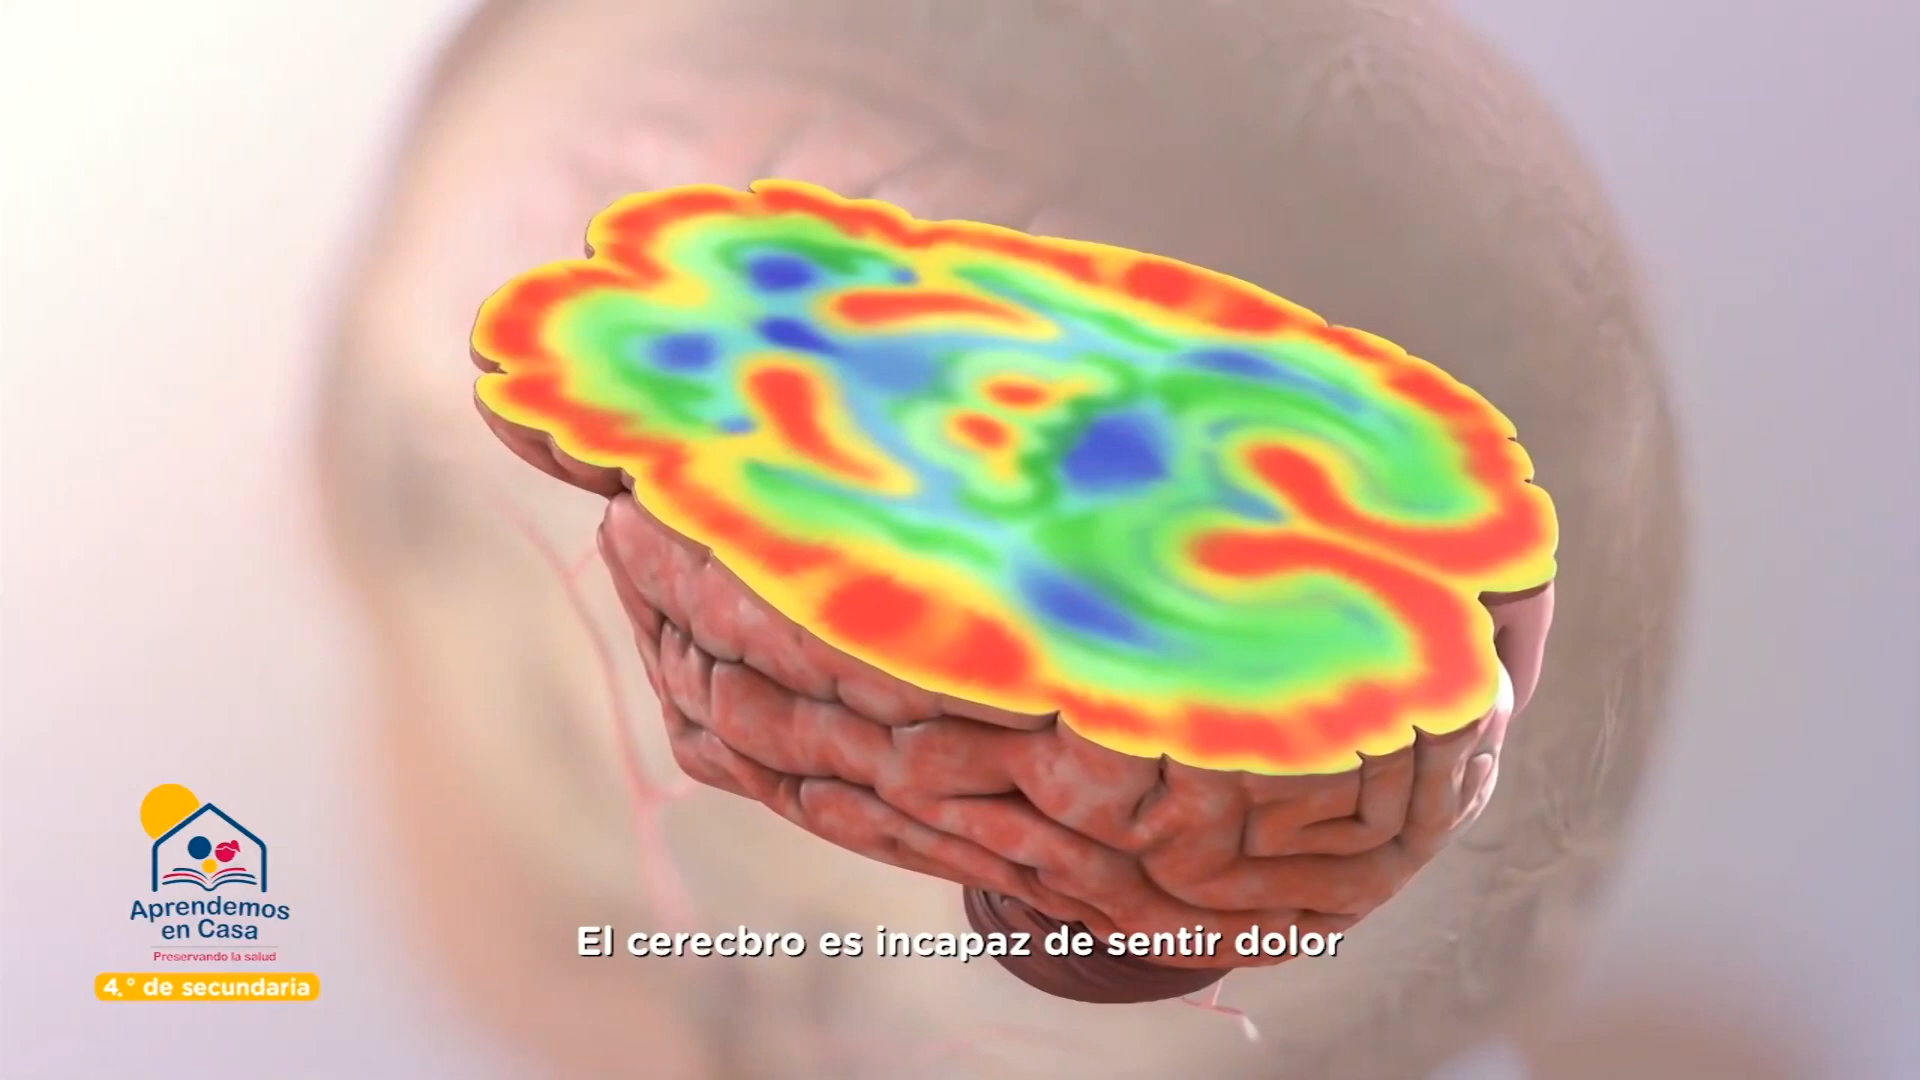 Aprendemos
en Casa
Preservando la salud
4.° de secundaria
El cerecbro es incapaz de sentir dolor